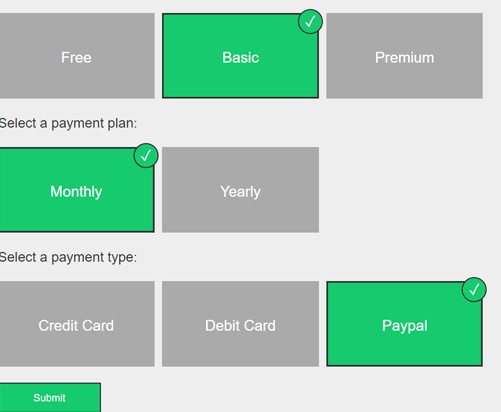 Free Basic Premium
Select a payment plan:
Monthly Yearly
Select a payment type:
Credit Card Debit Card Paypal
Submit